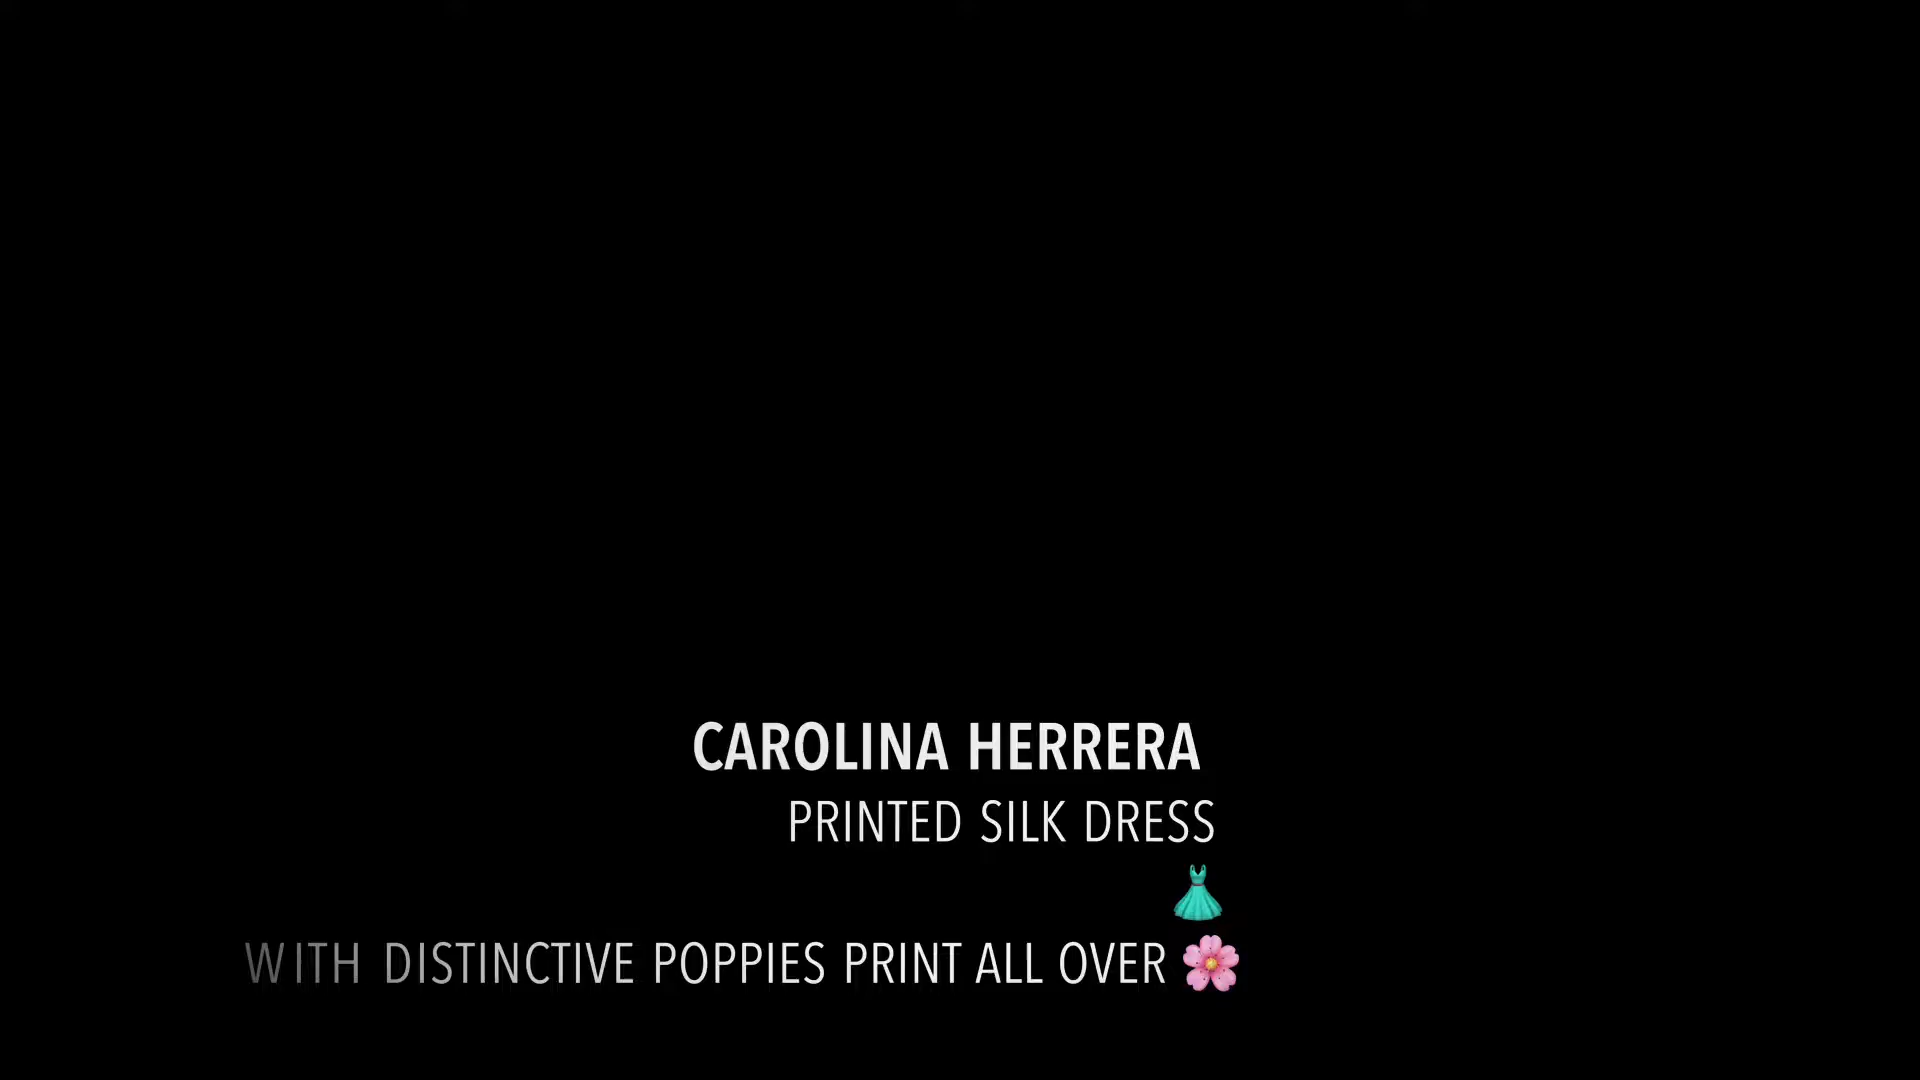 CAROLINA HERRERA
PRINTED SILK DRESS
👗
WITH DISTINCTIVE POPPIES PRINT ALL OVER 🌸